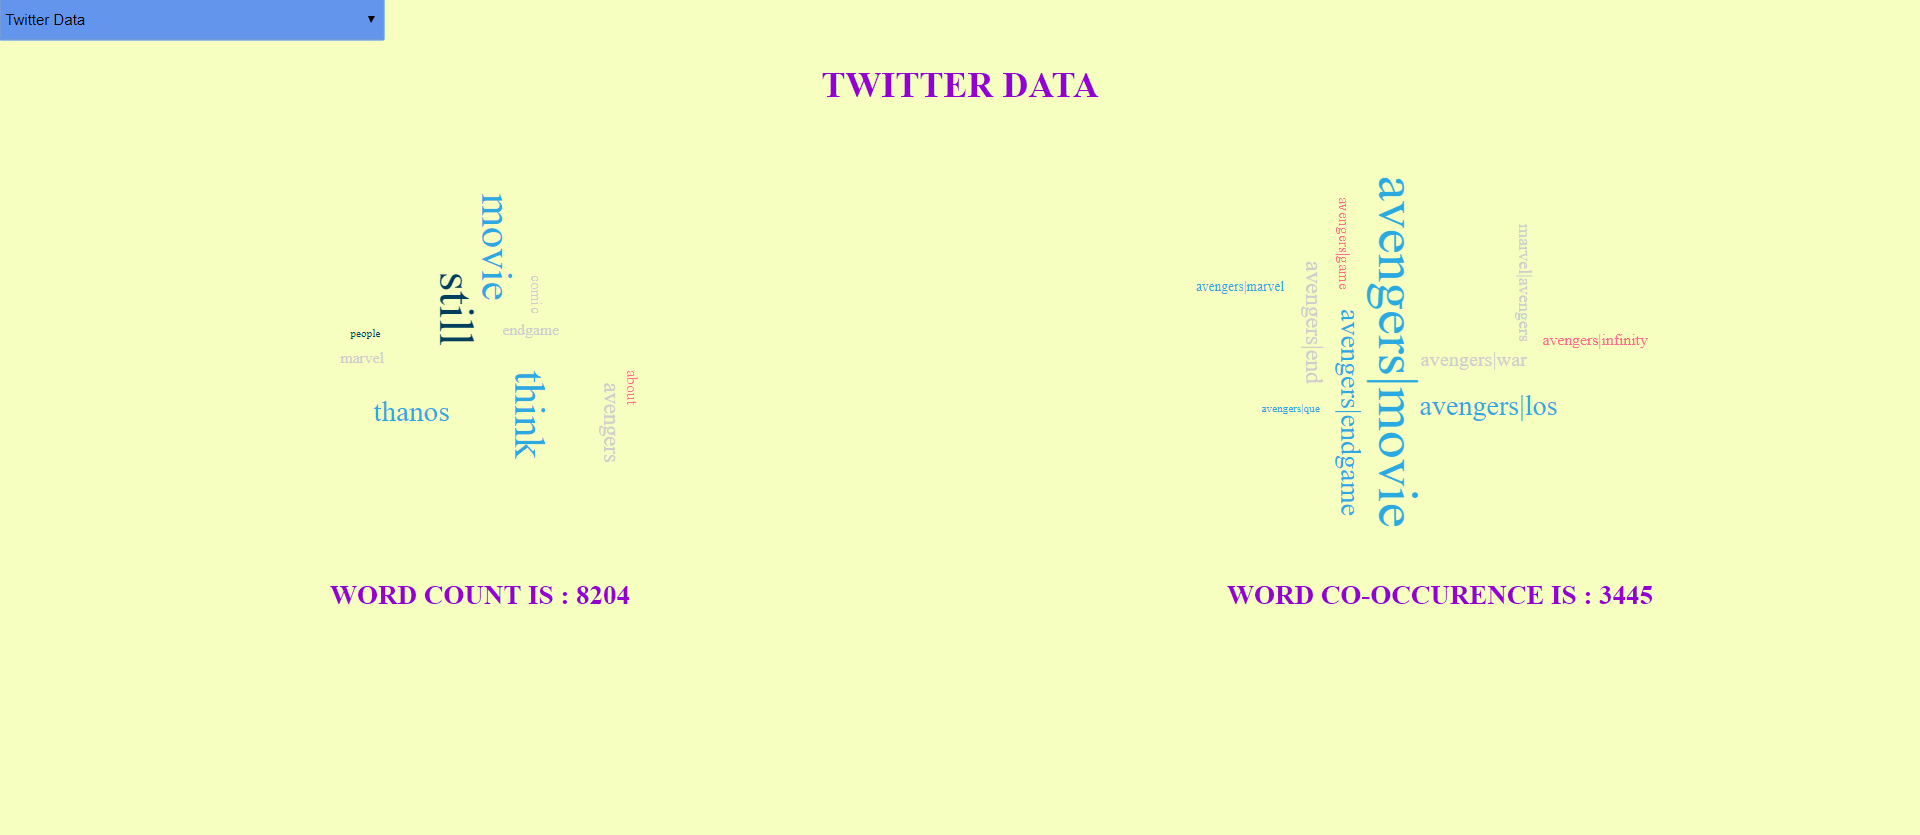 Twitter Data
TWITTER DATA
movie
still
comic
endgame
people
marvel
thanos
think
about
avengers
avengers|movie
avengers|game
marvel|avengers
avengers|end
avengers|marvel
avengers|endgame
avengers|infinity
avengers|war
avengers|los
avengers|que
WORD COUNT IS : 8204
WORD CO-OCCURENCE IS : 3445